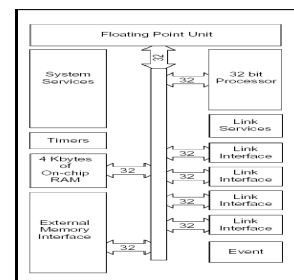 Floating Point Unit
32
System
Services
32
32 bit
Processor
Link
Services
Timers
32
Link
Interface
4 Kbytes
of
On-chip
RAM
32
32
Link
Interface
32
Link
Interface
External
Memory
Interface
32
32
Link
Interface
Event